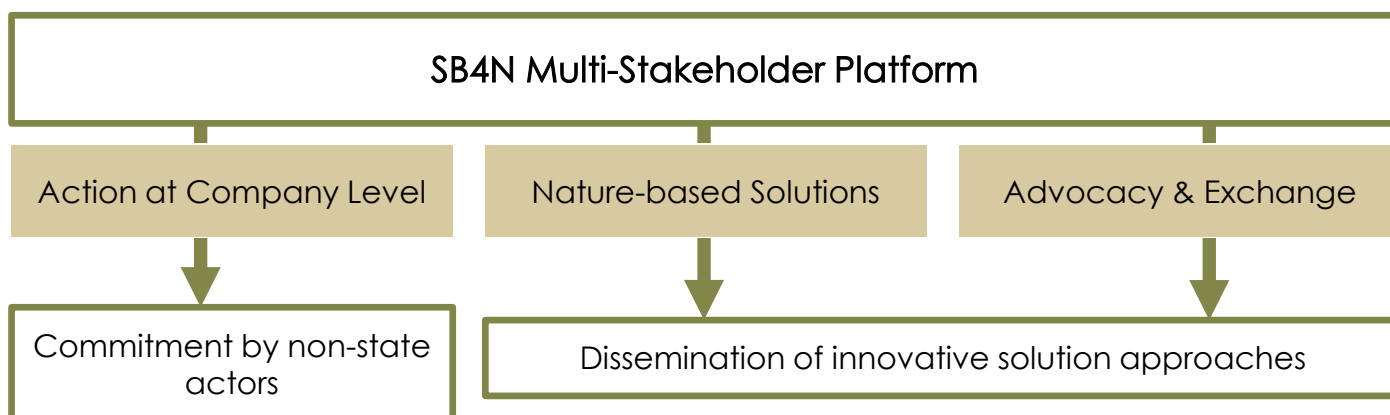 SB4N Multi-Stakeholder Platform
Action at Company Level
Nature-based Solutions
Advocacy & Exchange
Commitment by non-state
actors
Dissemination of innovative solution approaches